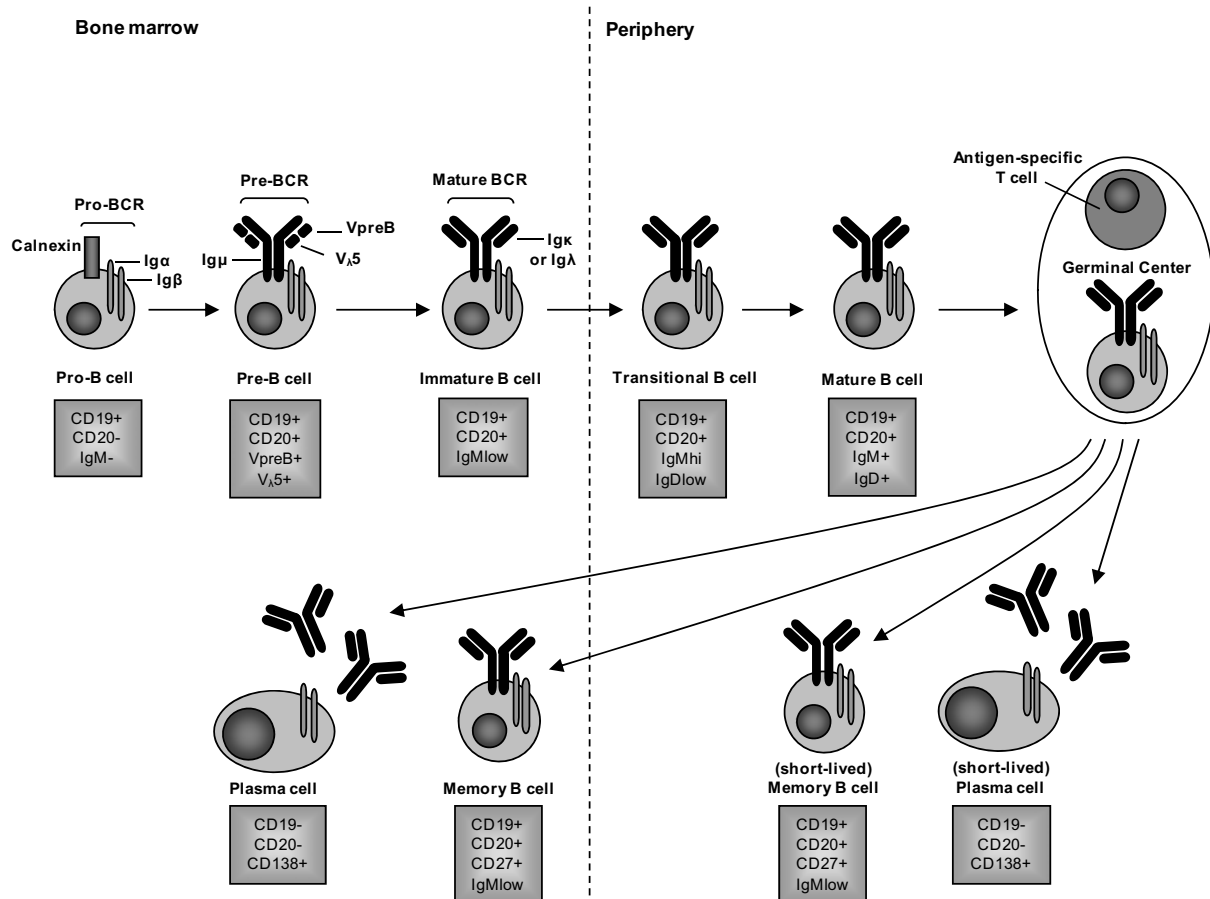 Bone marrow
Periphery
Antigen-specific
T cell
Germinal Center
Pro-BCR
Calnexin
Igα
Igβ
Pre-BCR
VpreB
Vλ5
Igμ
Mature BCR
Igκ
or Igλ
Pro-B cell
CD19+
CD20-
IgM-
Pre-B cell
CD19+
CD20+
VpreB+
Vλ5+
Immature B cell
CD19+
CD20+
IgMlow
Transitional B cell
CD19+
CD20+
IgMhi
IgDlow
Mature B cell
CD19+
CD20+
IgM+
IgD+
Plasma cell
CD19-
CD20-
CD138+
Memory B cell
CD19+
CD20+
CD27+
IgMlow
(short-lived)
Memory B cell
CD19+
CD20+
CD27+
IgMlow
(short-lived)
Plasma cell
CD19-
CD20-
CD138+